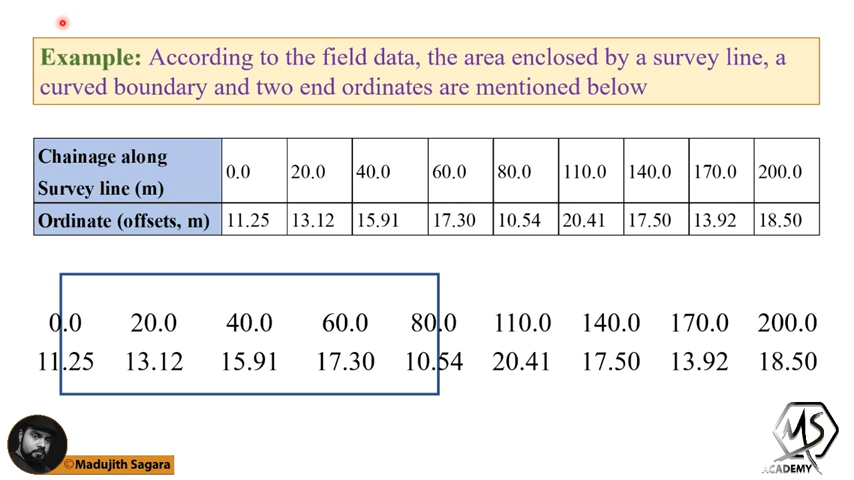 Example: According to the field data, the area enclosed by a survey line, a
curved boundary and two end ordinates are mentioned below
Chainage along
Survey line (m) 0.0 20.0 40.0 60.0 80.0 110.0 140.0 170.0 200.0
Ordinate (offsets, m) 11.25 13.12 15.91 17.30 10.54 20.41 17.50 13.92 18.50
0.0 20.0 40.0 60.0 80.0 110.0 140.0 170.0 200.0
11.25 13.12 15.91 17.30 10.54 20.41 17.50 13.92 18.50
©Madujith Sagara
MS
ACADEMY